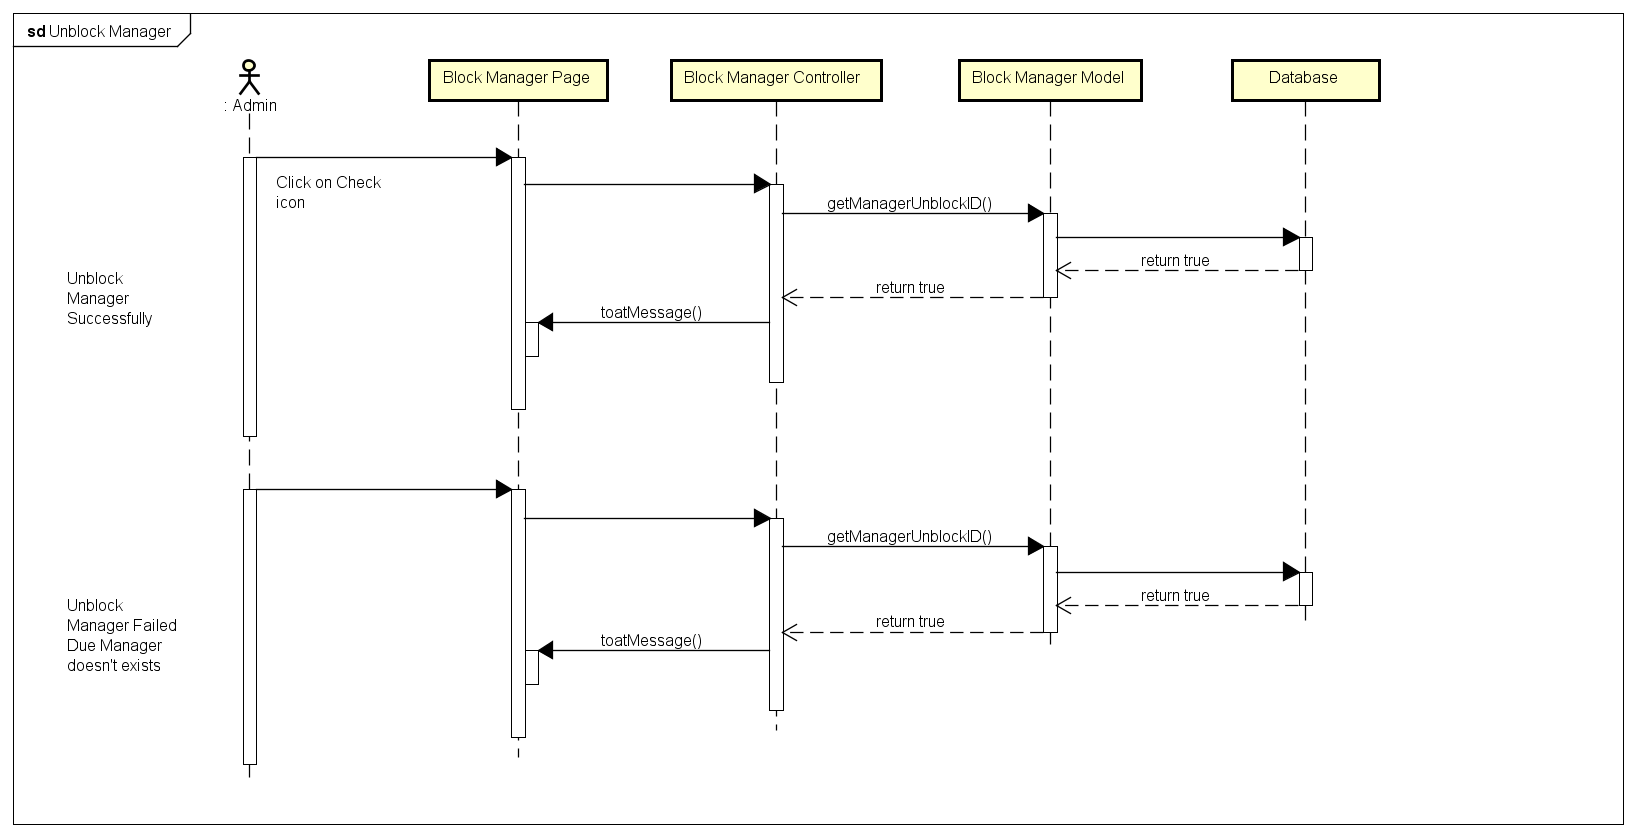 sd Unblock Manager
: Admin
Block Manager Page
Block Manager Controller
Block Manager Model
Database
Click on Check
icon
getManagerUnblockID()
return true
return true
toatMessage()
Unblock
Manager
Successfully
getManagerUnblockID()
return true
return true
toatMessage()
Unblock
Manager Failed
Due Manager
doesn't exists